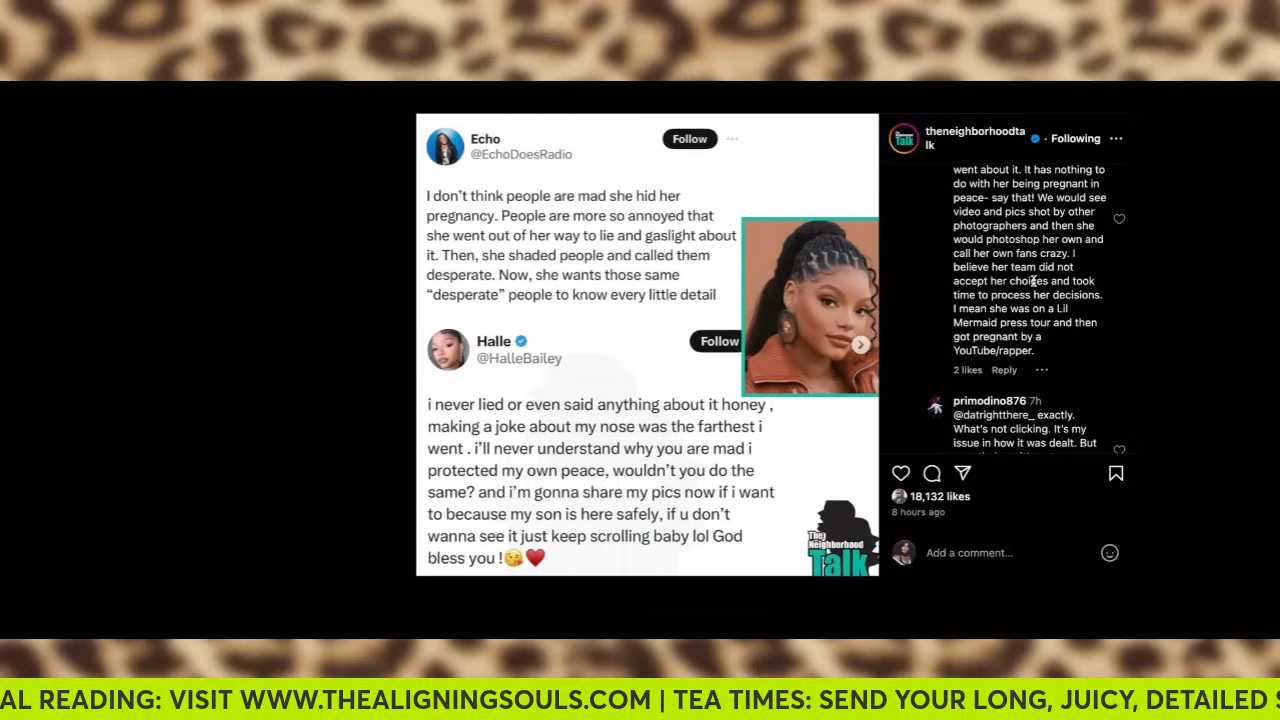 Echo
@EchoDoesRadio
Follow
I don't think people are mad she hid her
pregnancy. People are more so annoyed that
she went out of her way to lie and gaslight about
it. Then, she shaded people and called them
desperate. Now, she wants those same
“desperate” people to know every little detail
Halle
@HalleBailey
Follow
i never lied or even said anything about it honey ,
making a joke about my nose was the farthest i
went . i'll never understand why you are mad i
protected my own peace, wouldn't you do the
same? and i'm gonna share my pics now if i want
to because my son is here safely, if u don't
wanna see it just keep scrolling baby lol God
bless you !😘♥️
The
Neighborhood
Talk
theneighborhoodta
lk
• Following
went about it. It has nothing to
do with her being pregnant in
peace- say that! We would see
video and pics shot by other
photographers and then she
would photoshop her own and
call her own fans crazy. I
believe her team did not
accept her choices and took
time to process her decisions.
I mean she was on a Lil
Mermaid press tour and then
got pregnant by a
YouTube/rapper.
2 likes Reply
primodino876 7h
@datrightthere_ exactly.
What's not clicking. It's my
issue in how it was dealt. But
18,132 likes
8 hours ago
Add a comment...
AL READING: VISIT WWW.THEALIGNINGSOULS.COM | TEA TIMES: SEND YOUR LONG, JUICY, DETAILED